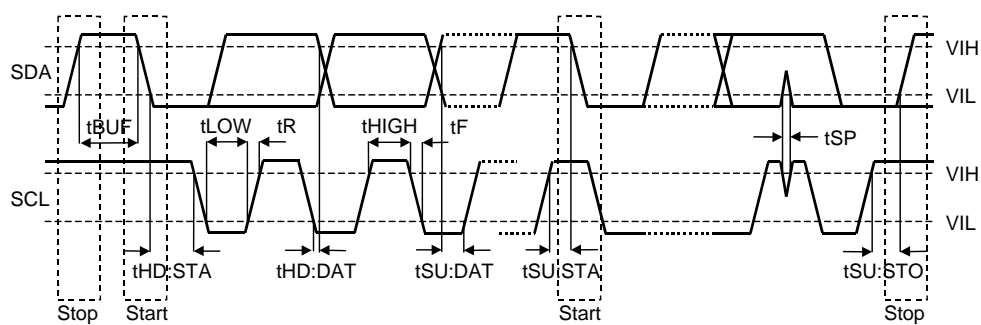 VIH
SDA
VIL
tBUF tLOW tR tHIGH tF tSP
VIH
SCL
VIL
tHD:STA tHD:DAT tSU:DAT tSU:STA tSU:STO
Stop Start Start Stop